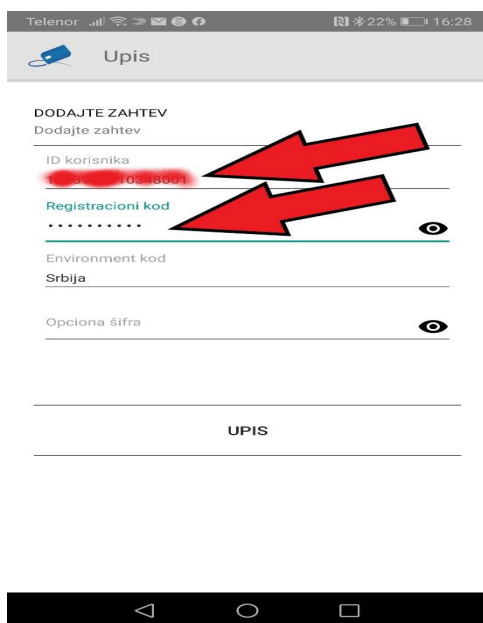 Telenor 22% 16:28
Upis
DODAJTE ZAHTEV
Dodajte zahtev
ID korisnika
Registracioni kod
••••••••••
Environment kod
Srbija
Opciona šifra
UPIS